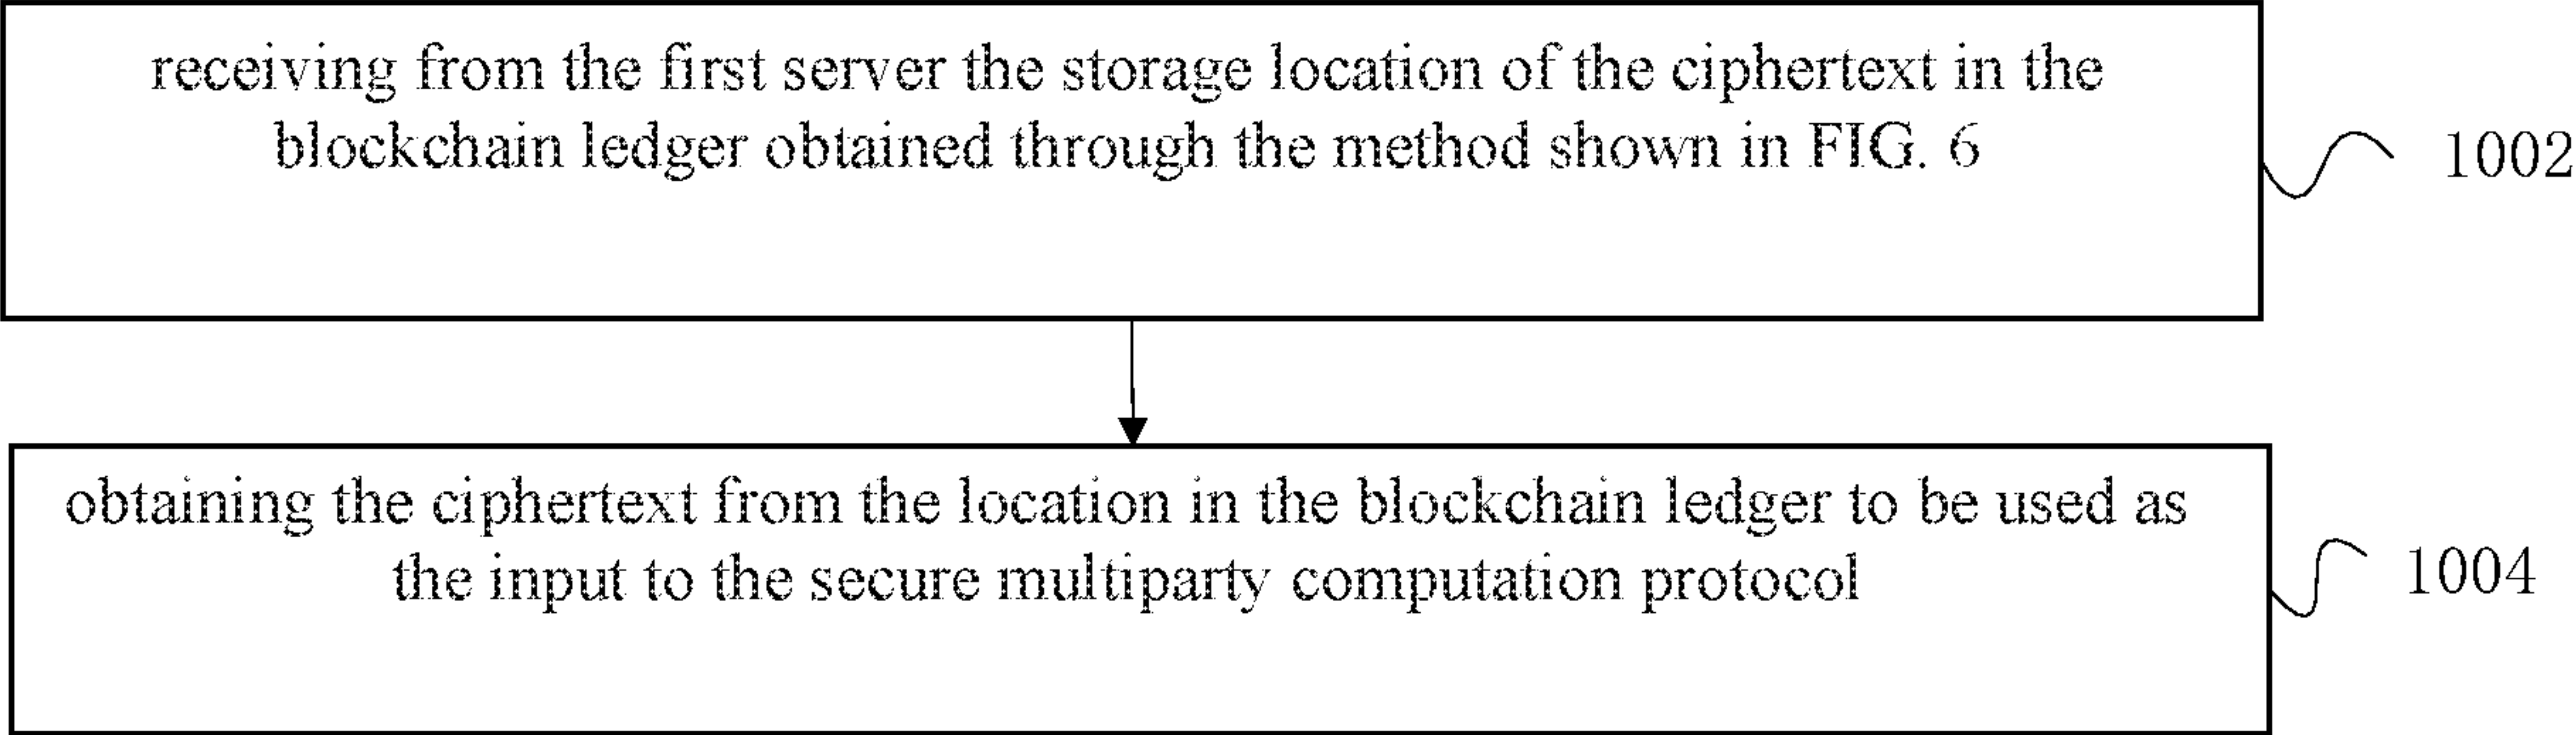 receiving from the first server the storage location of the ciphertext in the
blockchain ledger obtained through the method shown in FIG. 6
1002
obtaining the ciphertext from the location in the blockchain ledger to be used as
the input to the secure multiparty computation protocol
1004